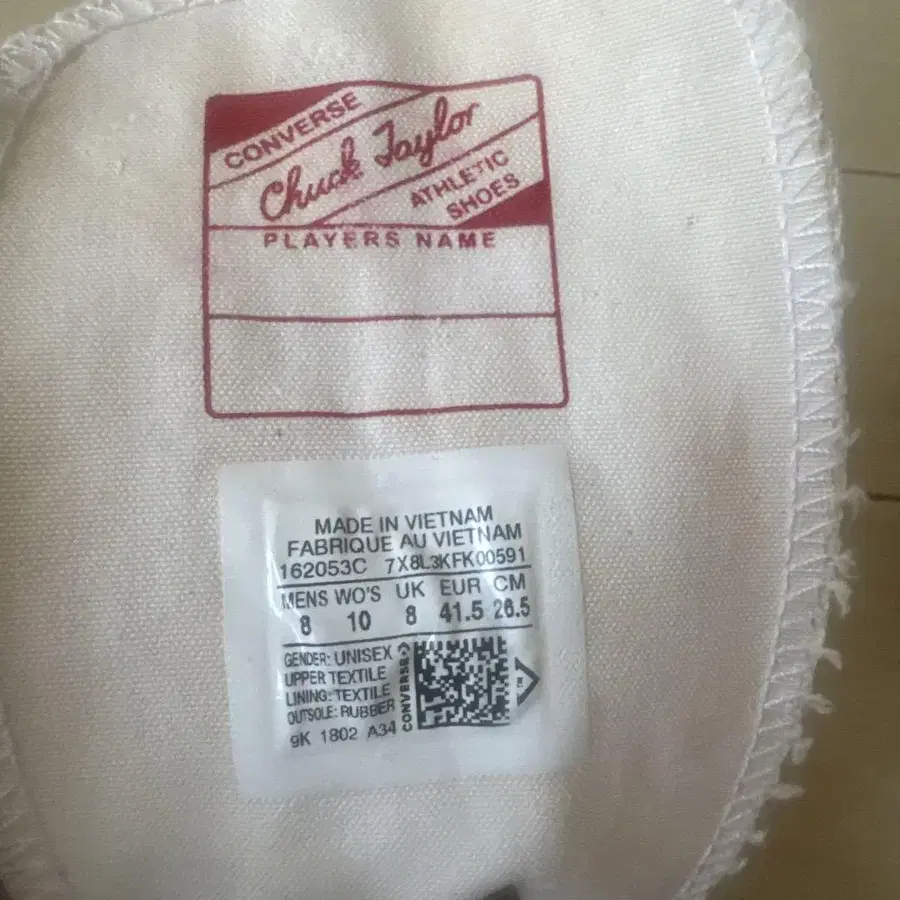 CONVERSE
Chuck Taylor
ATHLETIC
SHOES
PLAYERS NAME
MADE IN VIETNAM
FABRIQUE AU VIETNAM
162053C 7X8L3KFK00591
MENS WO'S UK EUR CM
8 10 8 41.5 26.5
GENDER: UNISEX
UPPER TEXTILE
LINING: TEXTILE
OUTSOLE: RUBBER
9K 1802 A34
CONVERSE
TM